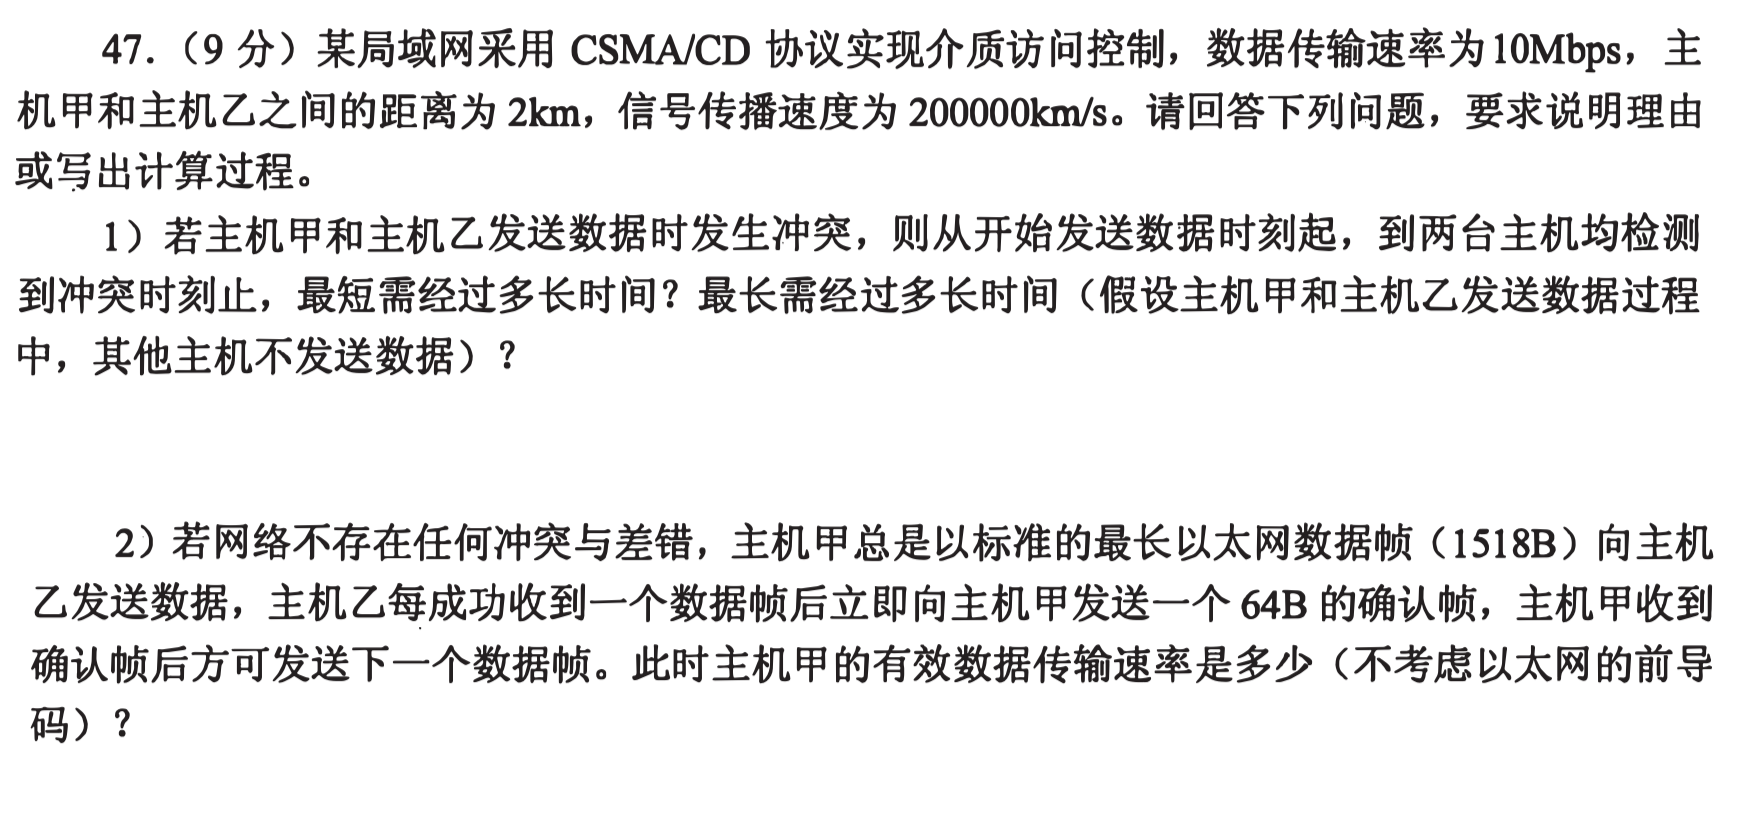 47.（9 分）某局域网采用 CSMA/CD 协议实现介质访问控制，数据传输速率为10Mbps，主
机甲和主机乙之间的距离为 2km，信号传播速度为 200000km/s。请回答下列问题，要求说明理由
或写出计算过程。
1）若主机甲和主机乙发送数据时发生冲突，则从开始发送数据时刻起，到两台主机均检测
到冲突时刻止，最短需经过多长时间？最长需经过多长时间（假设主机甲和主机乙发送数据过程
中，其他主机不发送数据）？
2）若网络不存在任何冲突与差错，主机甲总是以标准的最长以太网数据帧（1518B）向主机
乙发送数据，主机乙每成功收到一个数据帧后立即向主机甲发送一个 64B 的确认帧，主机甲收到
确认帧后方可发送下一个数据帧。此时主机甲的有效数据传输速率是多少（不考虑以太网的前导
码）？